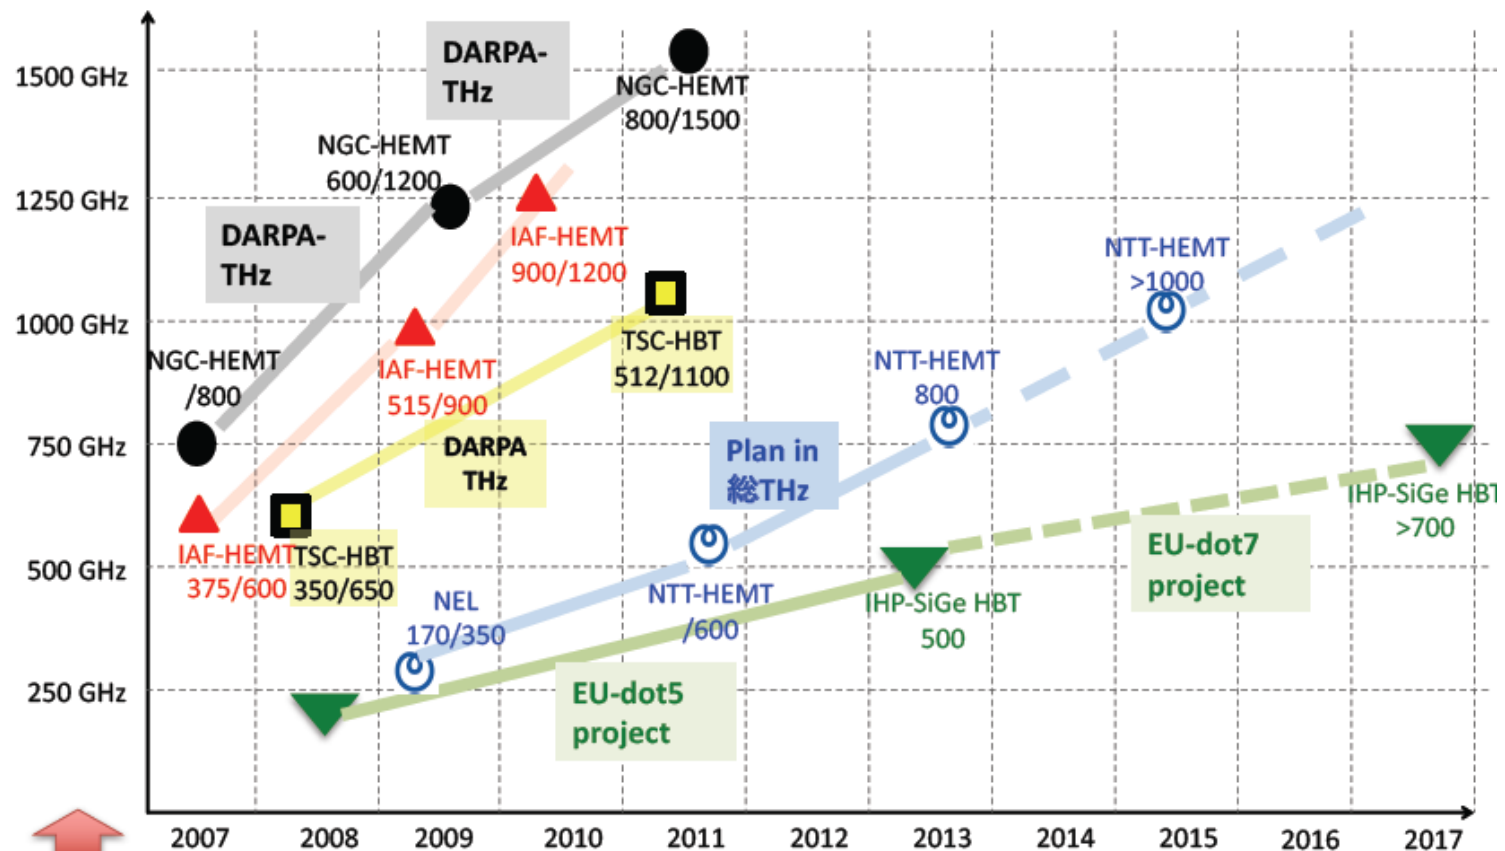 1500 GHz
1250 GHz
1000 GHz
750 GHz
500 GHz
250 GHz
DARPA-
THz
NGC-HEMT
800/1500
NGC-HEMT
600/1200
DARPA-
THz
IAF-HEMT
900/1200
NTT-HEMT
>1000
NGC-HEMT
/800
IAF-HEMT
515/900
TSC-HBT
512/1100
NTT-HEMT
800
DARPA
THz
Plan in
総THz
IHP-SiGe HBT
>700
IAF-HEMT
375/600
TSC-HBT
350/650
NEL
170/350
NTT-HEMT
/600
IHP-SiGe HBT
500
EU-dot7
project
EU-dot5
project
2007 2008 2009 2010 2011 2012 2013 2014 2015 2016 2017